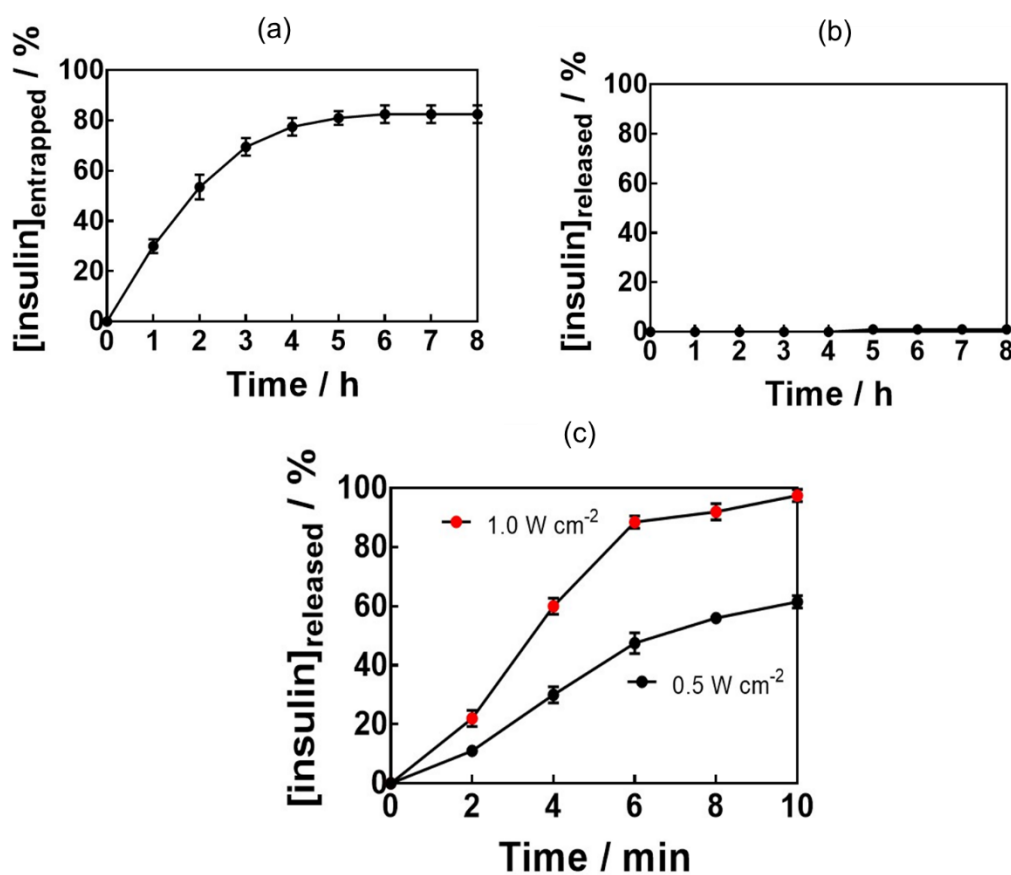 (a)
[insulin]entrapped / %
100
80
60
40
20
0
0 1 2 3 4 5 6 7 8
Time / h
(b)
[insulin]released / %
100
80
60
40
20
0
0 1 2 3 4 5 6 7 8
Time / h
(c)
[insulin]released / %
100
80
60
40
20
0
1.0 W cm⁻²
0.5 W cm⁻²
0 2 4 6 8 10
Time / min